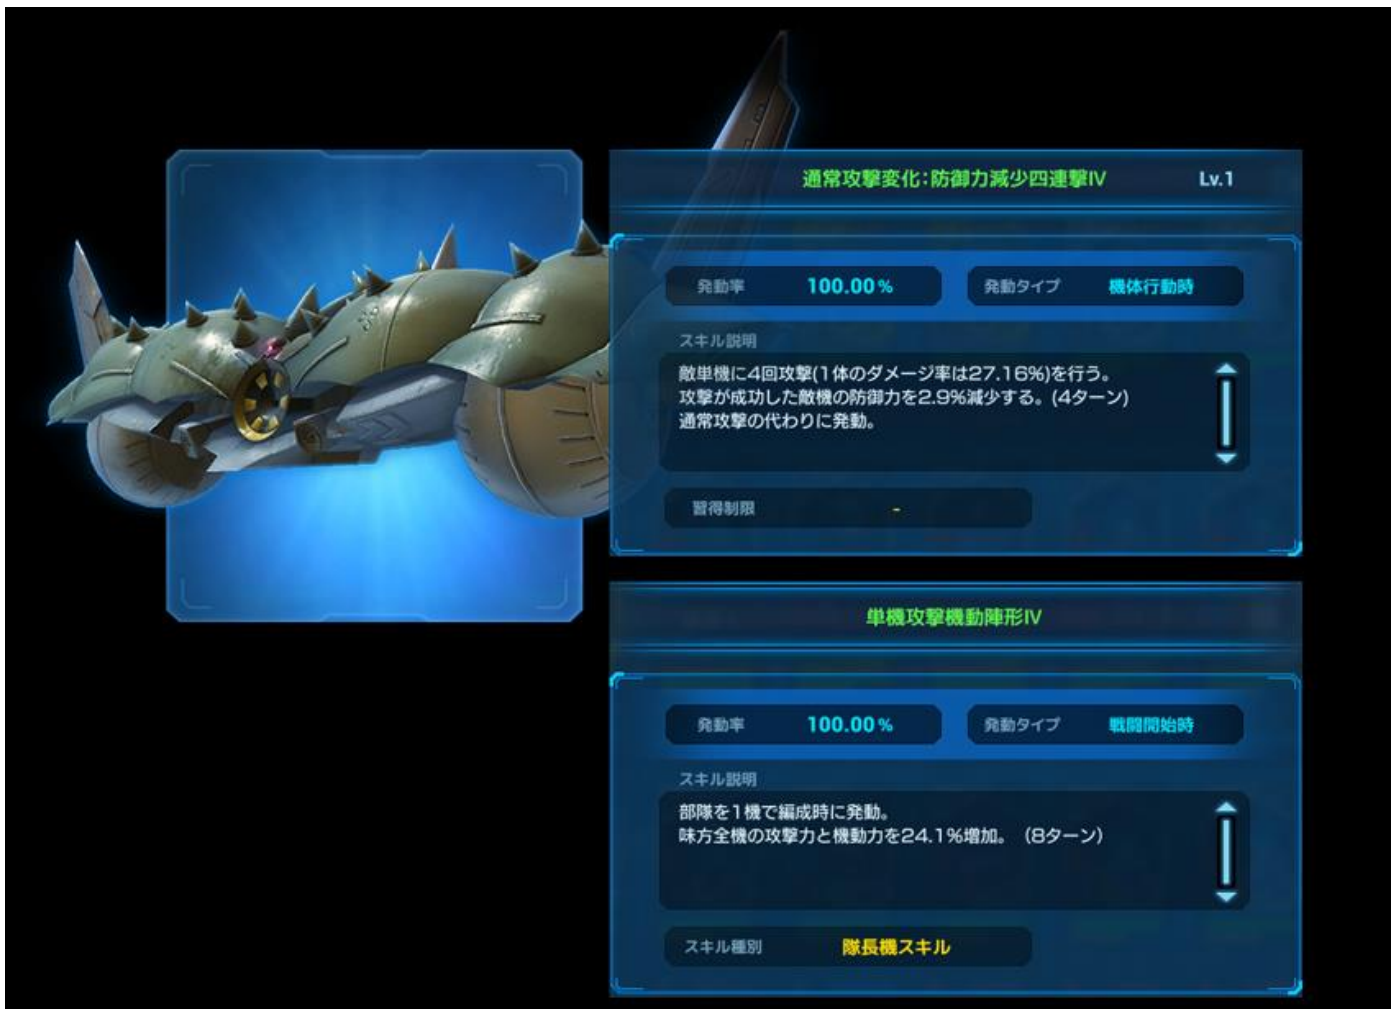 通常攻撃変化:防御力減少四連撃IV Lv.1
発動率 100.00% 発動タイプ 機体行動時
スキル説明
敵単機に4回攻撃(1体のダメージ率は27.16%)を行う。
攻撃が成功した敵機の防御力を2.9%減少する。(4ターン)
通常攻撃の代わりに発動。
習得制限 -
単機攻撃機動陣形IV
発動率 100.00% 発動タイプ 戦闘開始時
スキル説明
部隊を1機で編成時に発動。
味方全機の攻撃力と機動力を24.1%増加。（8ターン）
スキル種別 隊長機スキル